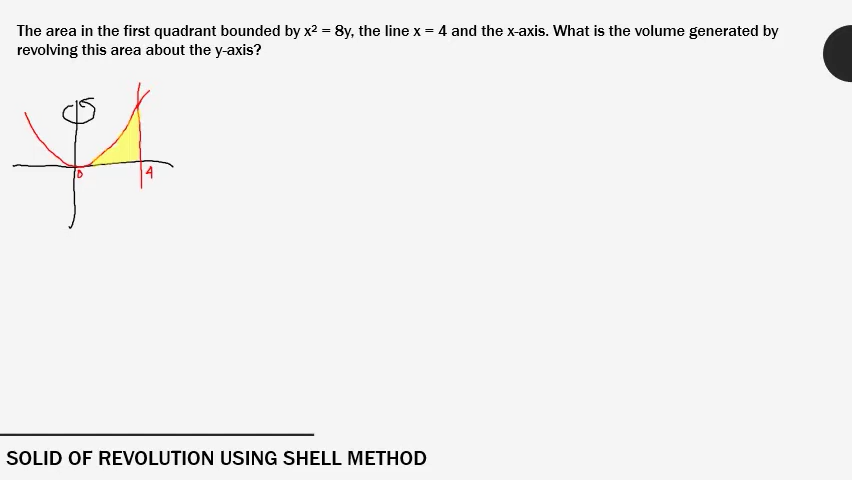 The area in the first quadrant bounded by x² = 8y, the line x = 4 and the x-axis. What is the volume generated by
revolving this area about the y-axis?
0
4
SOLID OF REVOLUTION USING SHELL METHOD